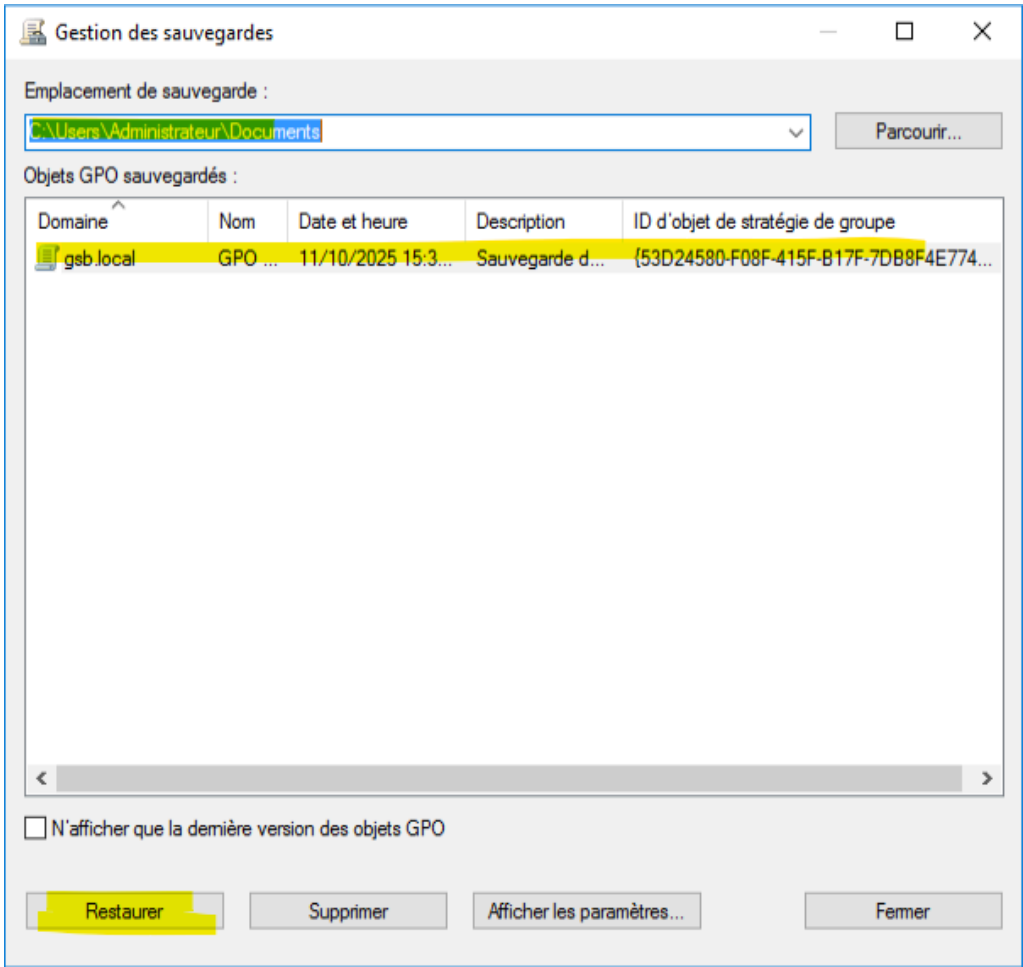 Gestion des sauvegardes
Emplacement de sauvegarde :
C:\Users\Administrateur\Documents
Parcourir...
Objets GPO sauvegardés :
Domaine Nom Date et heure Description ID d'objet de stratégie de groupe
gsb.local GPO ... 11/10/2025 15:3... Sauvegarde d... {53D24580-F08F-415F-B17F-7DB8F4E774...
N'afficher que la dernière version des objets GPO
Restaurer Supprimer Afficher les paramètres... Fermer